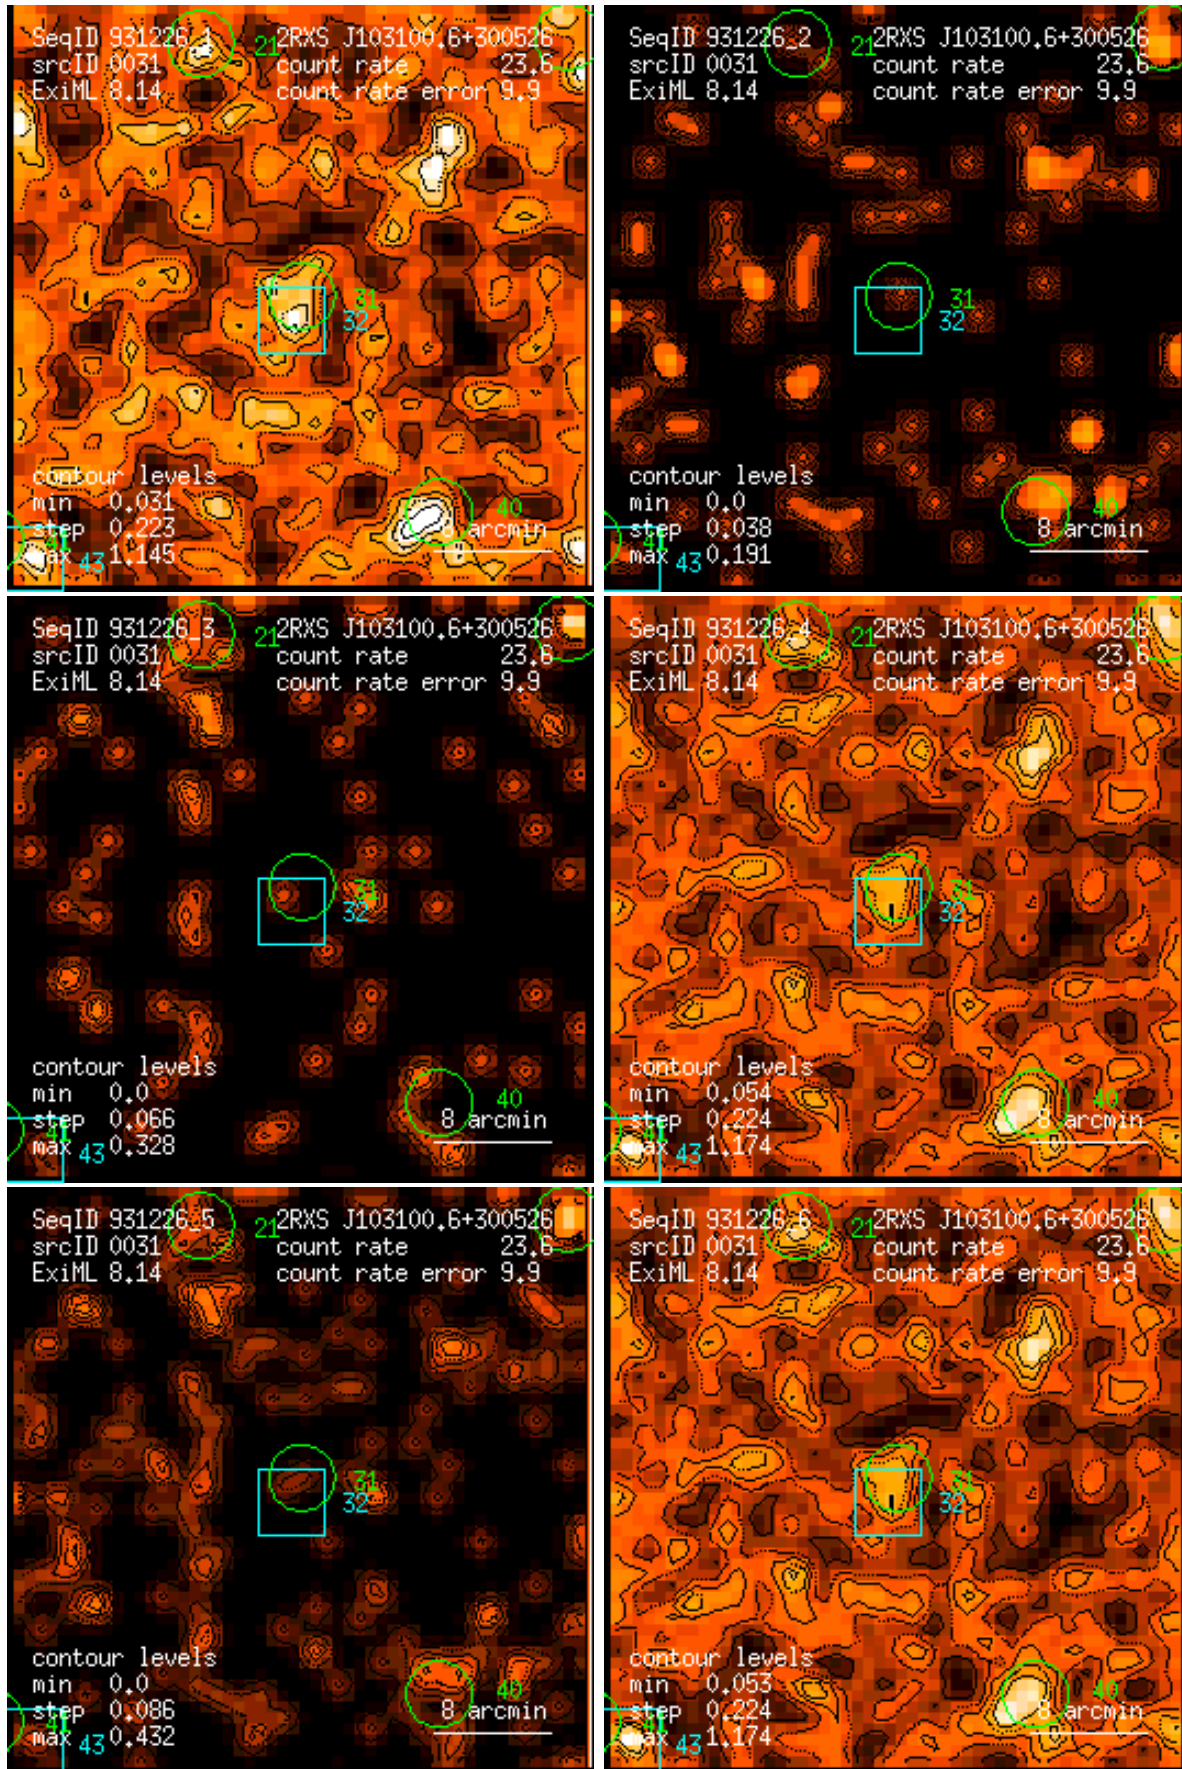 SeqID 931226_1 21 2RXS J103100.6+300526
srcID 0031 count rate 23.6
ExiML 8.14 count rate error 9.9
31
32
contour levels
min 0.031
40
step 0.223 8 arcmin
max 1.145
43
SeqID 931226_2 21 2RXS J103100.6+300526
srcID 0031 count rate 23.6
ExiML 8.14 count rate error 9.9
31
32
contour levels
min 0.0
40
step 0.038 8 arcmin
max 0.191
43
SeqID 931226_3 21 2RXS J103100.6+300526
srcID 0031 count rate 23.6
ExiML 8.14 count rate error 9.9
31
32
contour levels
min 0.0
40
step 0.066 8 arcmin
max 0.328
43
SeqID 931226_4 21 2RXS J103100.6+300526
srcID 0031 count rate 23.6
ExiML 8.14 count rate error 9.9
31
32
contour levels
min 0.054
40
step 0.224 8 arcmin
max 1.174
43
SeqID 931226_5 21 2RXS J103100.6+300526
srcID 0031 count rate 23.6
ExiML 8.14 count rate error 9.9
31
32
contour levels
min 0.0
40
step 0.086 8 arcmin
max 0.432
43
SeqID 931226_6 21 2RXS J103100.6+300526
srcID 0031 count rate 23.6
ExiML 8.14 count rate error 9.9
31
32
contour levels
min 0.053
40
step 0.224 8 arcmin
max 1.174
43